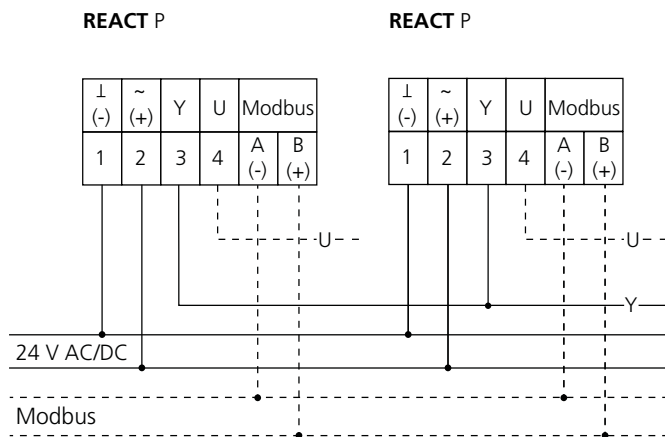 REACT P REACT P
⊥ ~ Y U Modbus ⊥ ~ Y U Modbus
(-) (+) (-) (+)
1 2 3 4 A B 1 2 3 4 A B
(-) (+) (-) (+)
U U
Y
24 V AC/DC
Modbus